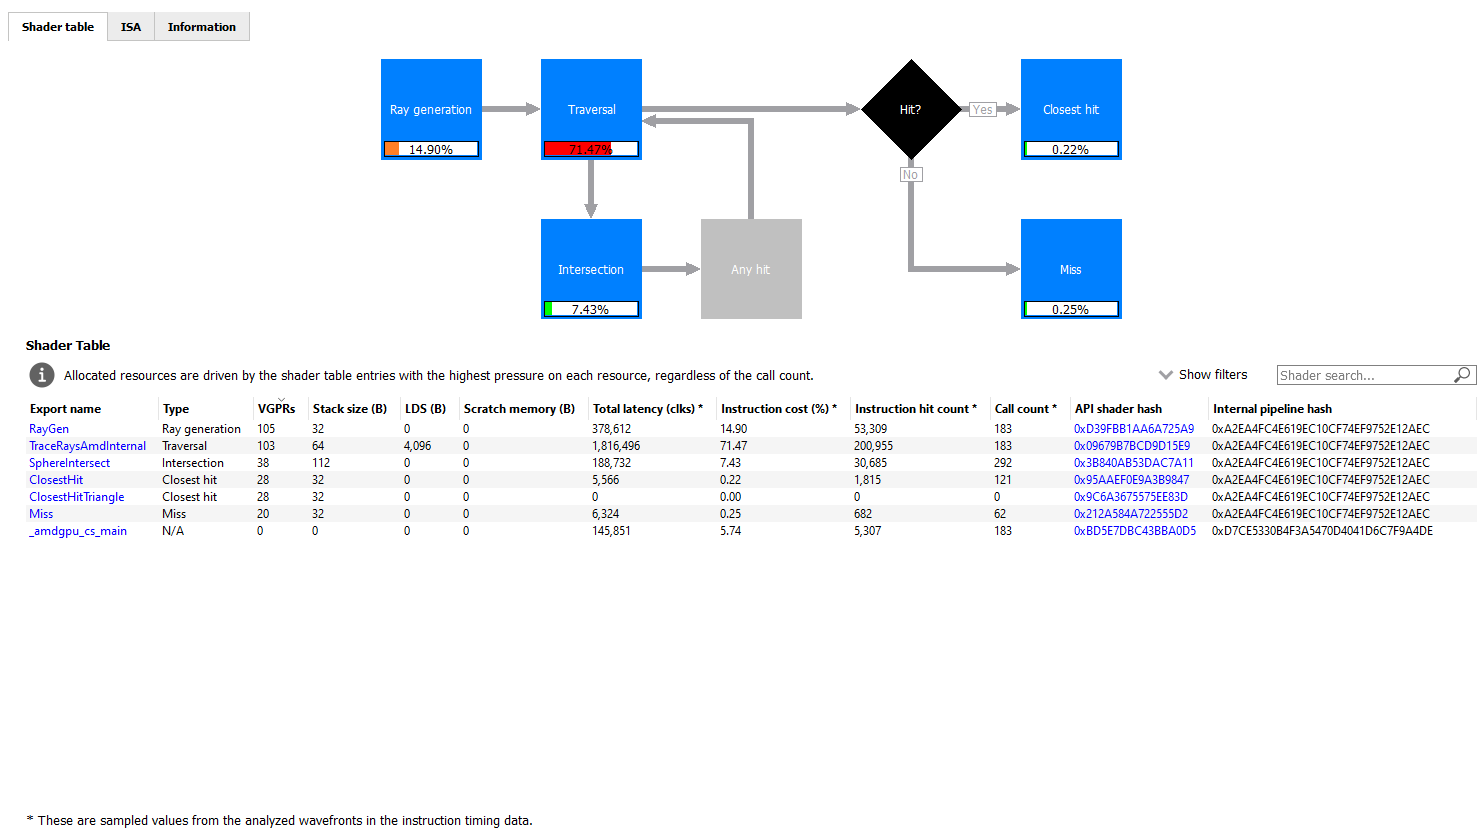 Shader table ISA Information
Ray generation Traversal Hit? Yes Closest hit
14.90% 71.47% 0.22%
No
Intersection Any hit Miss
7.43% 0.25%
Shader Table
i Allocated resources are driven by the shader table entries with the highest pressure on each resource, regardless of the call count. Show filters Shader search...
Export name Type VGPRs Stack size (B) LDS (B) Scratch memory (B) Total latency (clks) * Instruction cost (%) * Instruction hit count * Call count * API shader hash Internal pipeline hash
RayGen Ray generation 105 32 0 0 378,612 14.90 53,309 183 0xD39FBB1AA6A725A9 0xA2EA4FC4E619EC10CF74EF9752E12AEC
TraceRaysAmdInternal Traversal 103 64 4,096 0 1,816,496 71.47 200,955 183 0x09679B7BCD9D15E9 0xA2EA4FC4E619EC10CF74EF9752E12AEC
SphereIntersect Intersection 38 112 0 0 188,732 7.43 30,685 292 0x3B840AB53DAC7A11 0xA2EA4FC4E619EC10CF74EF9752E12AEC
ClosestHit Closest hit 28 32 0 0 5,566 0.22 1,815 121 0x95AAEF0E9A3B9847 0xA2EA4FC4E619EC10CF74EF9752E12AEC
ClosestHitTriangle Closest hit 28 32 0 0 0 0.00 0 0 0x9C6A3675575EE83D 0xA2EA4FC4E619EC10CF74EF9752E12AEC
Miss Miss 20 32 0 0 6,324 0.25 682 62 0x212A584A722555D2 0xA2EA4FC4E619EC10CF74EF9752E12AEC
_amdgpu_cs_main N/A 0 0 0 0 145,851 5.74 5,307 183 0xBD5E7DBC43BBA0D5 0xD7CE5330B4F3A5470D4041D6C7F9A4DE
* These are sampled values from the analyzed wavefronts in the instruction timing data.